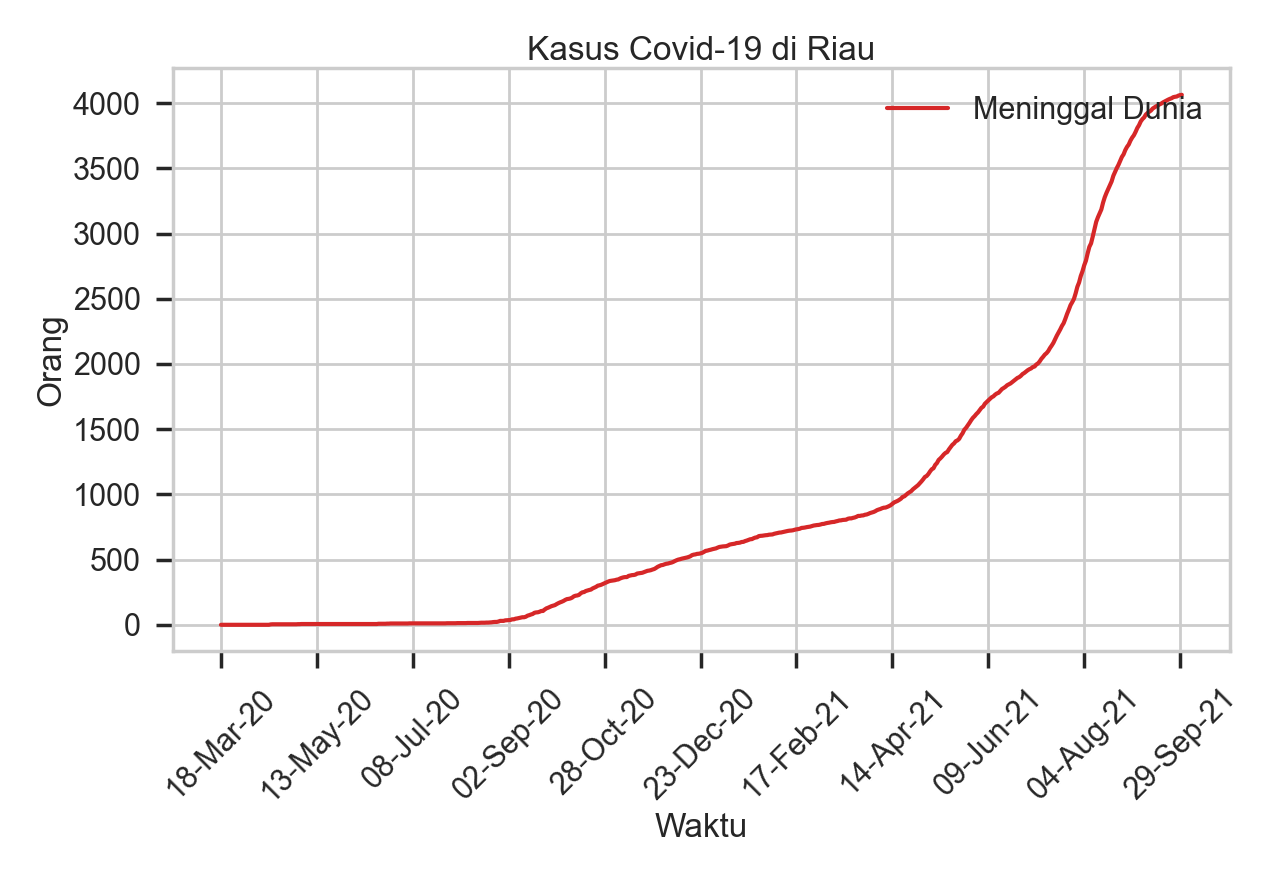 Kasus Covid-19 di Riau
Meninggal Dunia
4000
3500
3000
2500
2000
1500
1000
500
0
Orang
18-Mar-20
13-May-20
08-Jul-20
02-Sep-20
28-Oct-20
23-Dec-20
17-Feb-21
14-Apr-21
09-Jun-21
04-Aug-21
29-Sep-21
Waktu